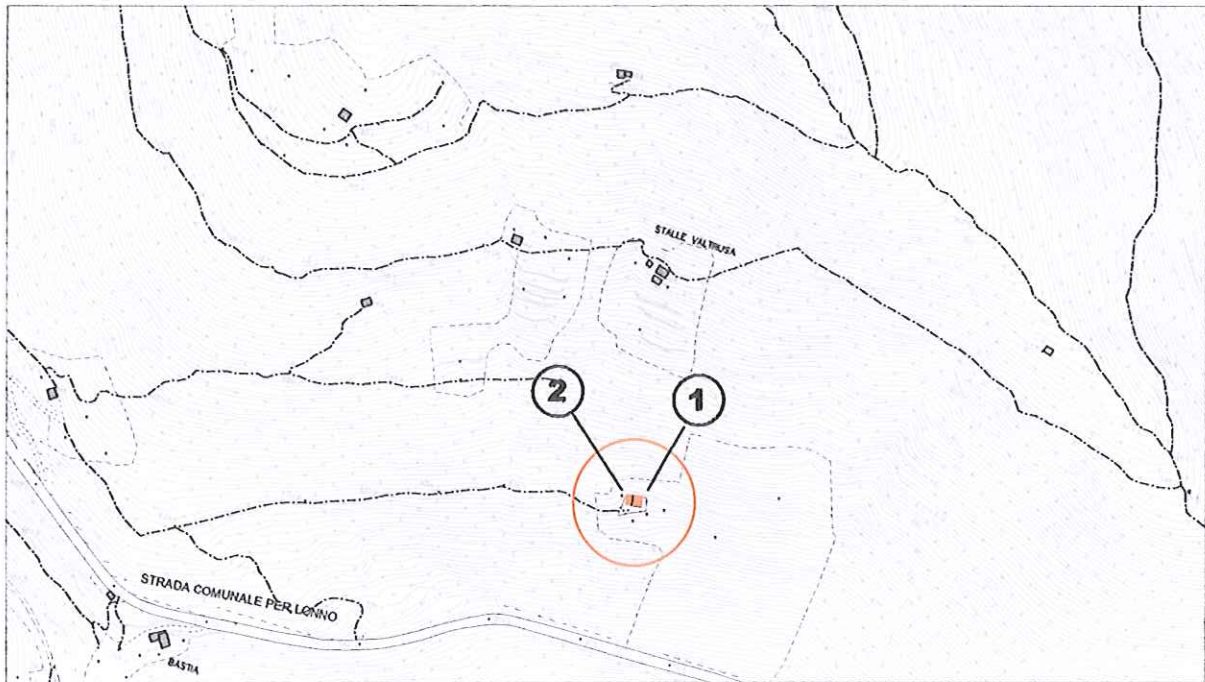 STALLE VALTRUSA
2
1
STRADA COMUNALE PER LONNO
BASTIA